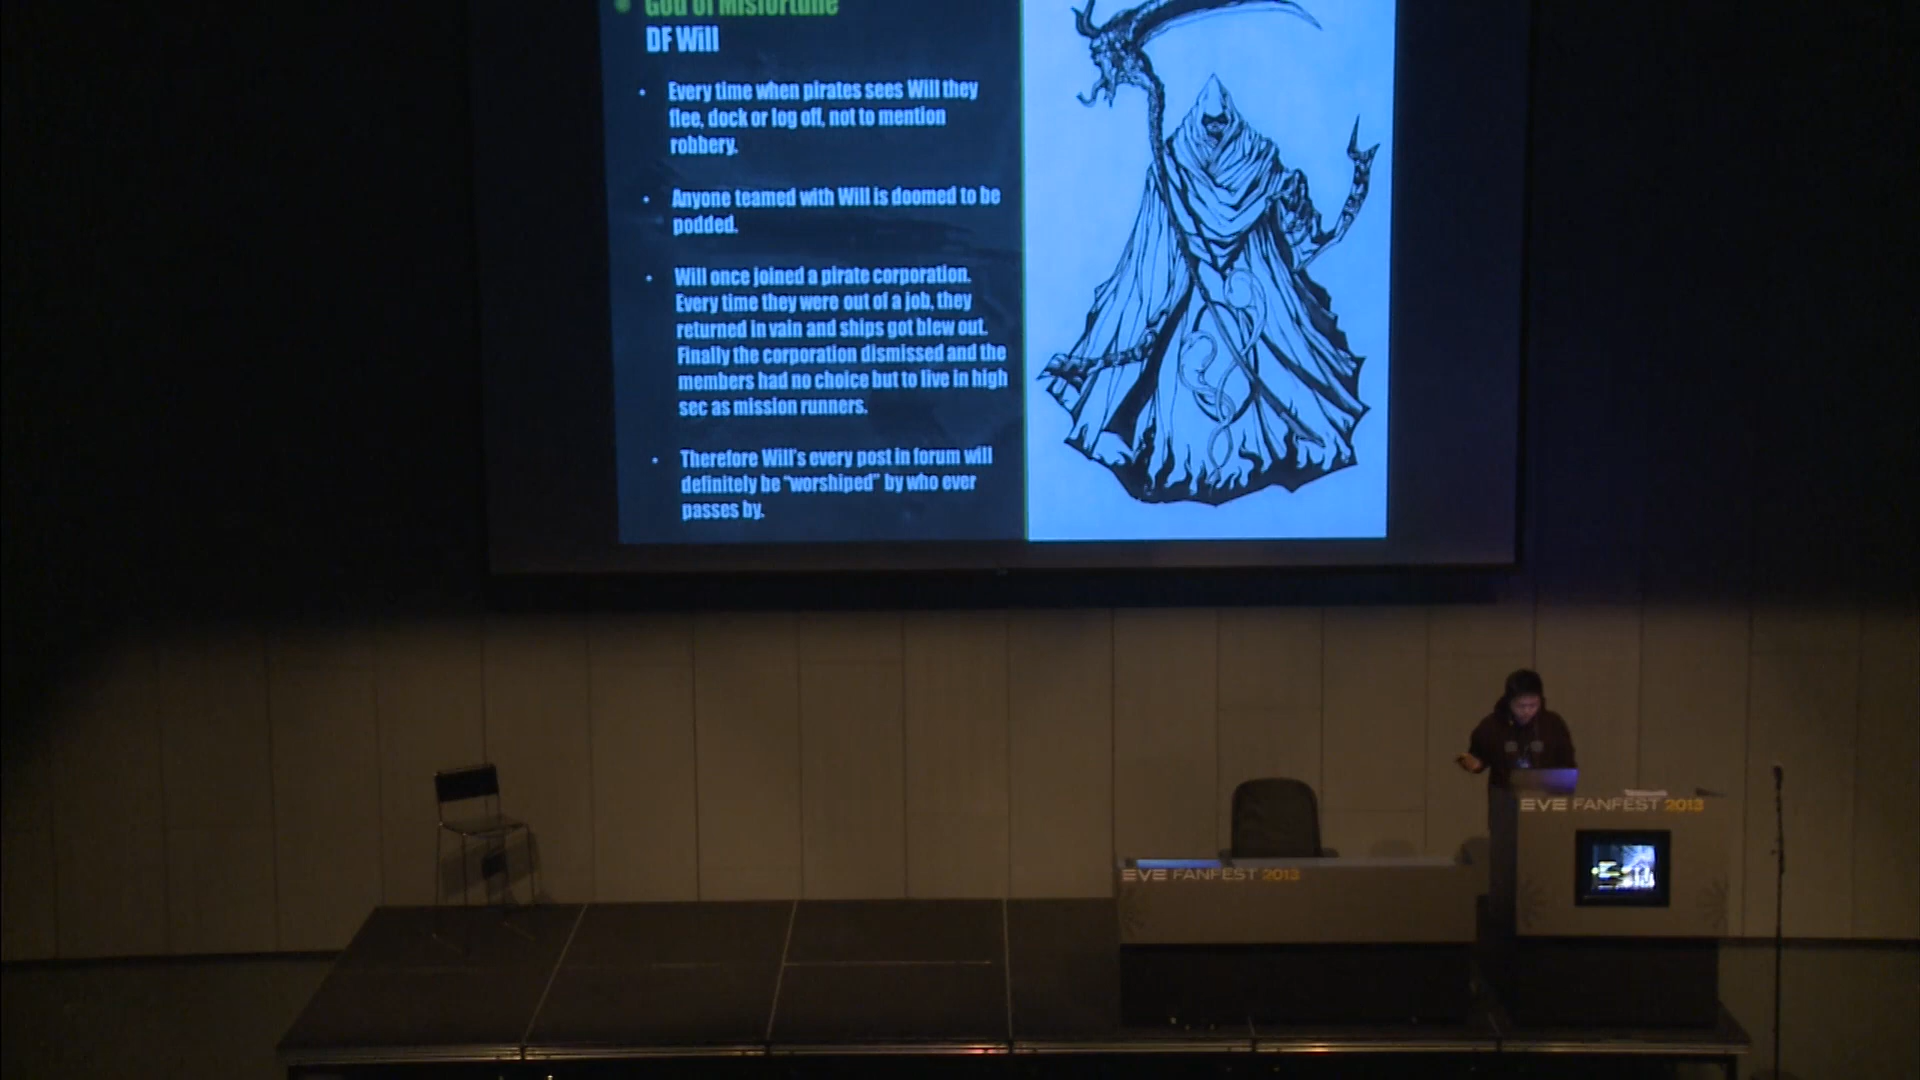 God of Misfortune
DF Will
• Every time when pirates sees Will they
flee, dock or log off, not to mention
robbery.
• Anyone teamed with Will is doomed to be
podded.
• Will once joined a pirate corporation.
Every time they were out of a job, they
returned in vain and ships got blew out.
Finally the corporation dismissed and the
members had no choice but to live in high
sec as mission runners.
• Therefore Will's every post in forum will
definitely be "worshiped" by who ever
passes by.
EVE FANFEST 2013
EVE FANFEST 2013